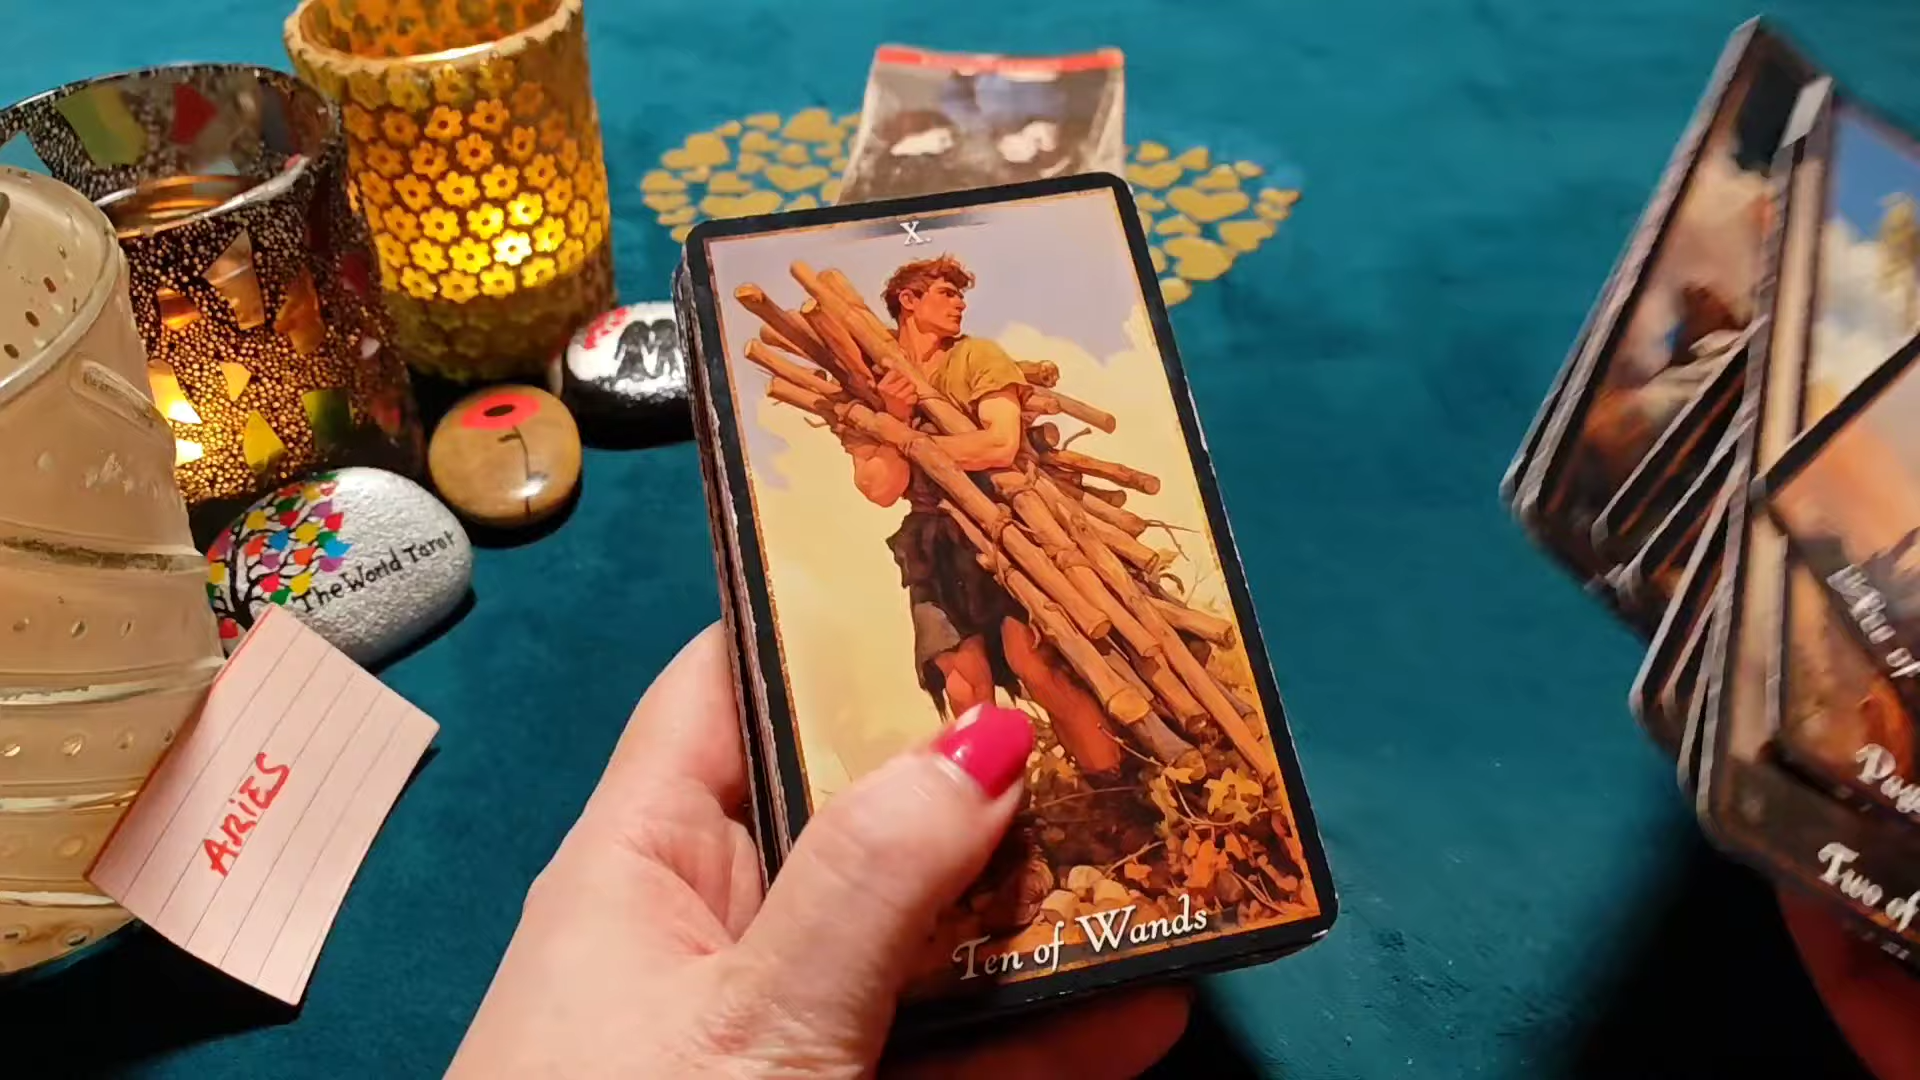 X.
The World Tarot
ARIES
Ten of Wands
Two of